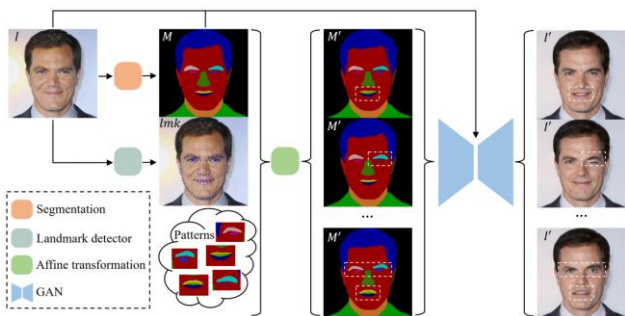 I
M
M′
I′
lmk
M′
I′
Patterns
...
...
M′
I′
Segmentation
Landmark detector
Affine transformation
GAN